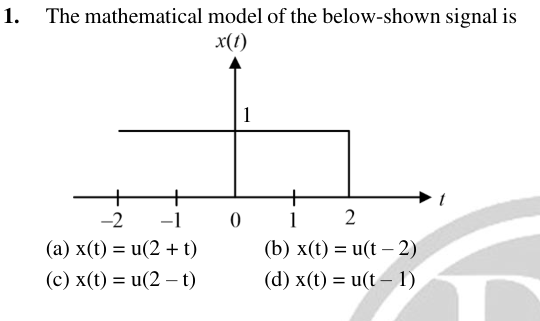 1. The mathematical model of the below-shown signal is
x(t)
1
–2 –1 0 1 2 t
(a) x(t) = u(2 + t) (b) x(t) = u(t – 2)
(c) x(t) = u(2 – t) (d) x(t) = u(t – 1)